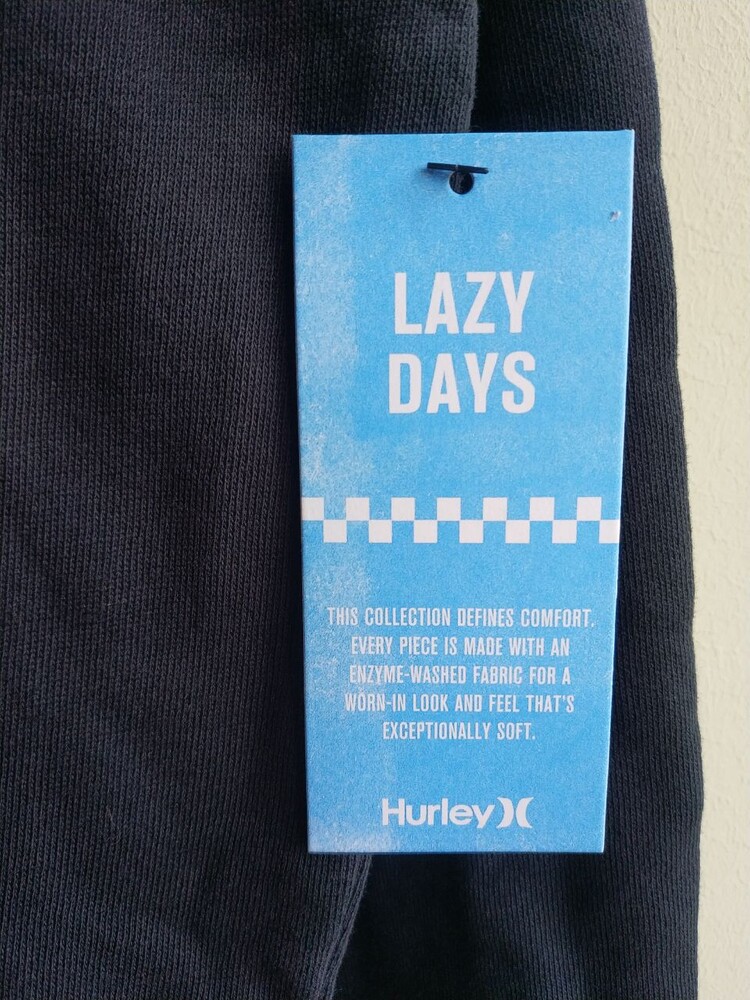 LAZY
DAYS
THIS COLLECTION DEFINES COMFORT.
EVERY PIECE IS MADE WITH AN
ENZYME-WASHED FABRIC FOR A
WORN-IN LOOK AND FEEL THAT'S
EXCEPTIONALLY SOFT.
Hurley